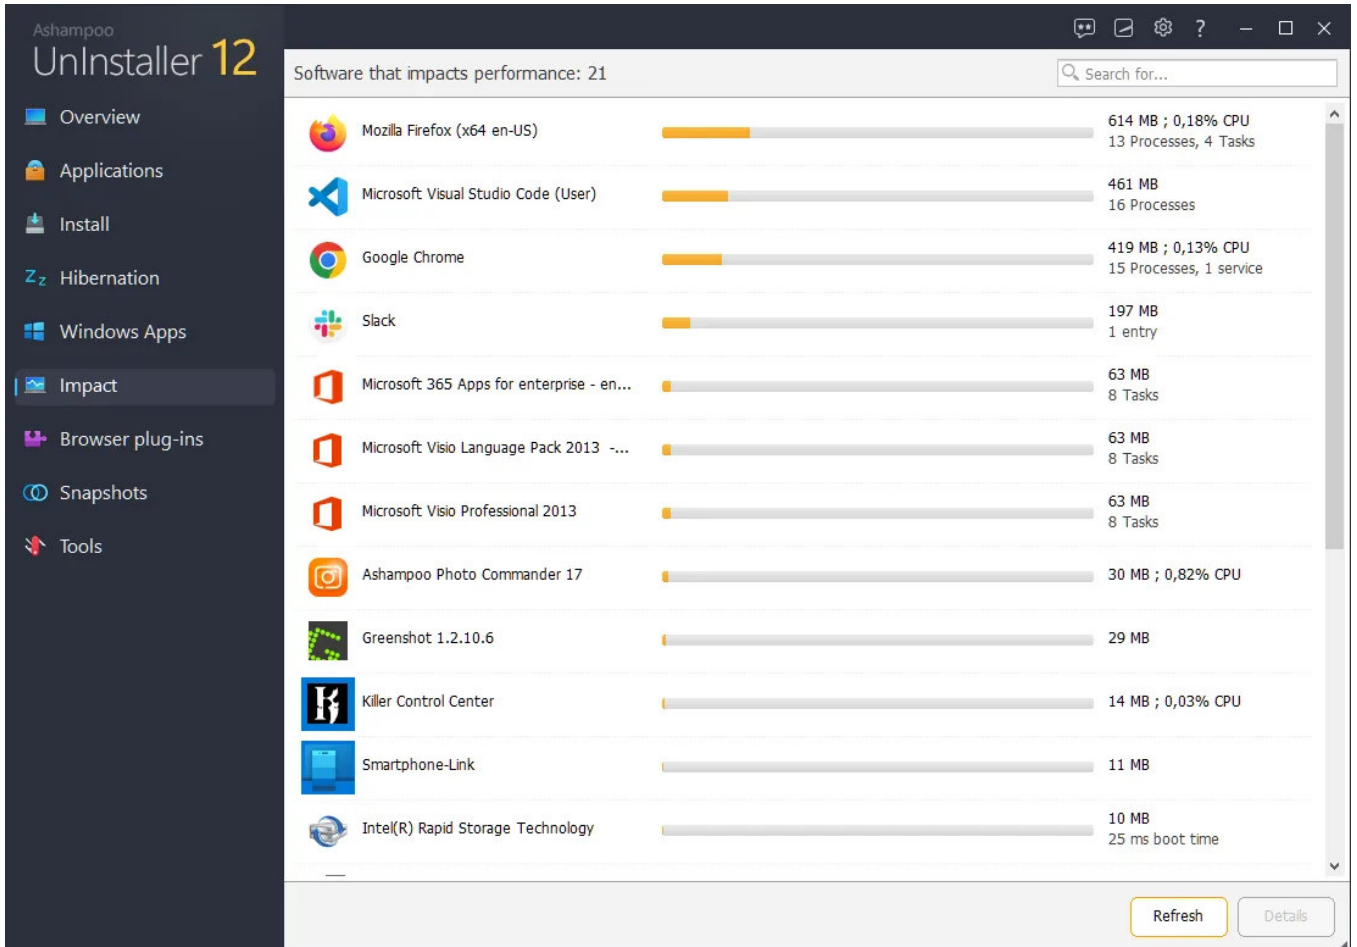 Ashampoo
UnInstaller 12
Overview
Applications
Install
Hibernation
Windows Apps
Impact
Browser plug-ins
Snapshots
Tools
?
Software that impacts performance: 21
Search for...
Mozilla Firefox (x64 en-US)
614 MB ; 0,18% CPU
13 Processes, 4 Tasks
Microsoft Visual Studio Code (User)
461 MB
16 Processes
Google Chrome
419 MB ; 0,13% CPU
15 Processes, 1 service
Slack
197 MB
1 entry
Microsoft 365 Apps for enterprise - en...
63 MB
8 Tasks
Microsoft Visio Language Pack 2013 -...
63 MB
8 Tasks
Microsoft Visio Professional 2013
63 MB
8 Tasks
Ashampoo Photo Commander 17
30 MB ; 0,82% CPU
Greenshot 1.2.10.6
29 MB
Killer Control Center
14 MB ; 0,03% CPU
Smartphone-Link
11 MB
Intel(R) Rapid Storage Technology
10 MB
25 ms boot time
Refresh
Details